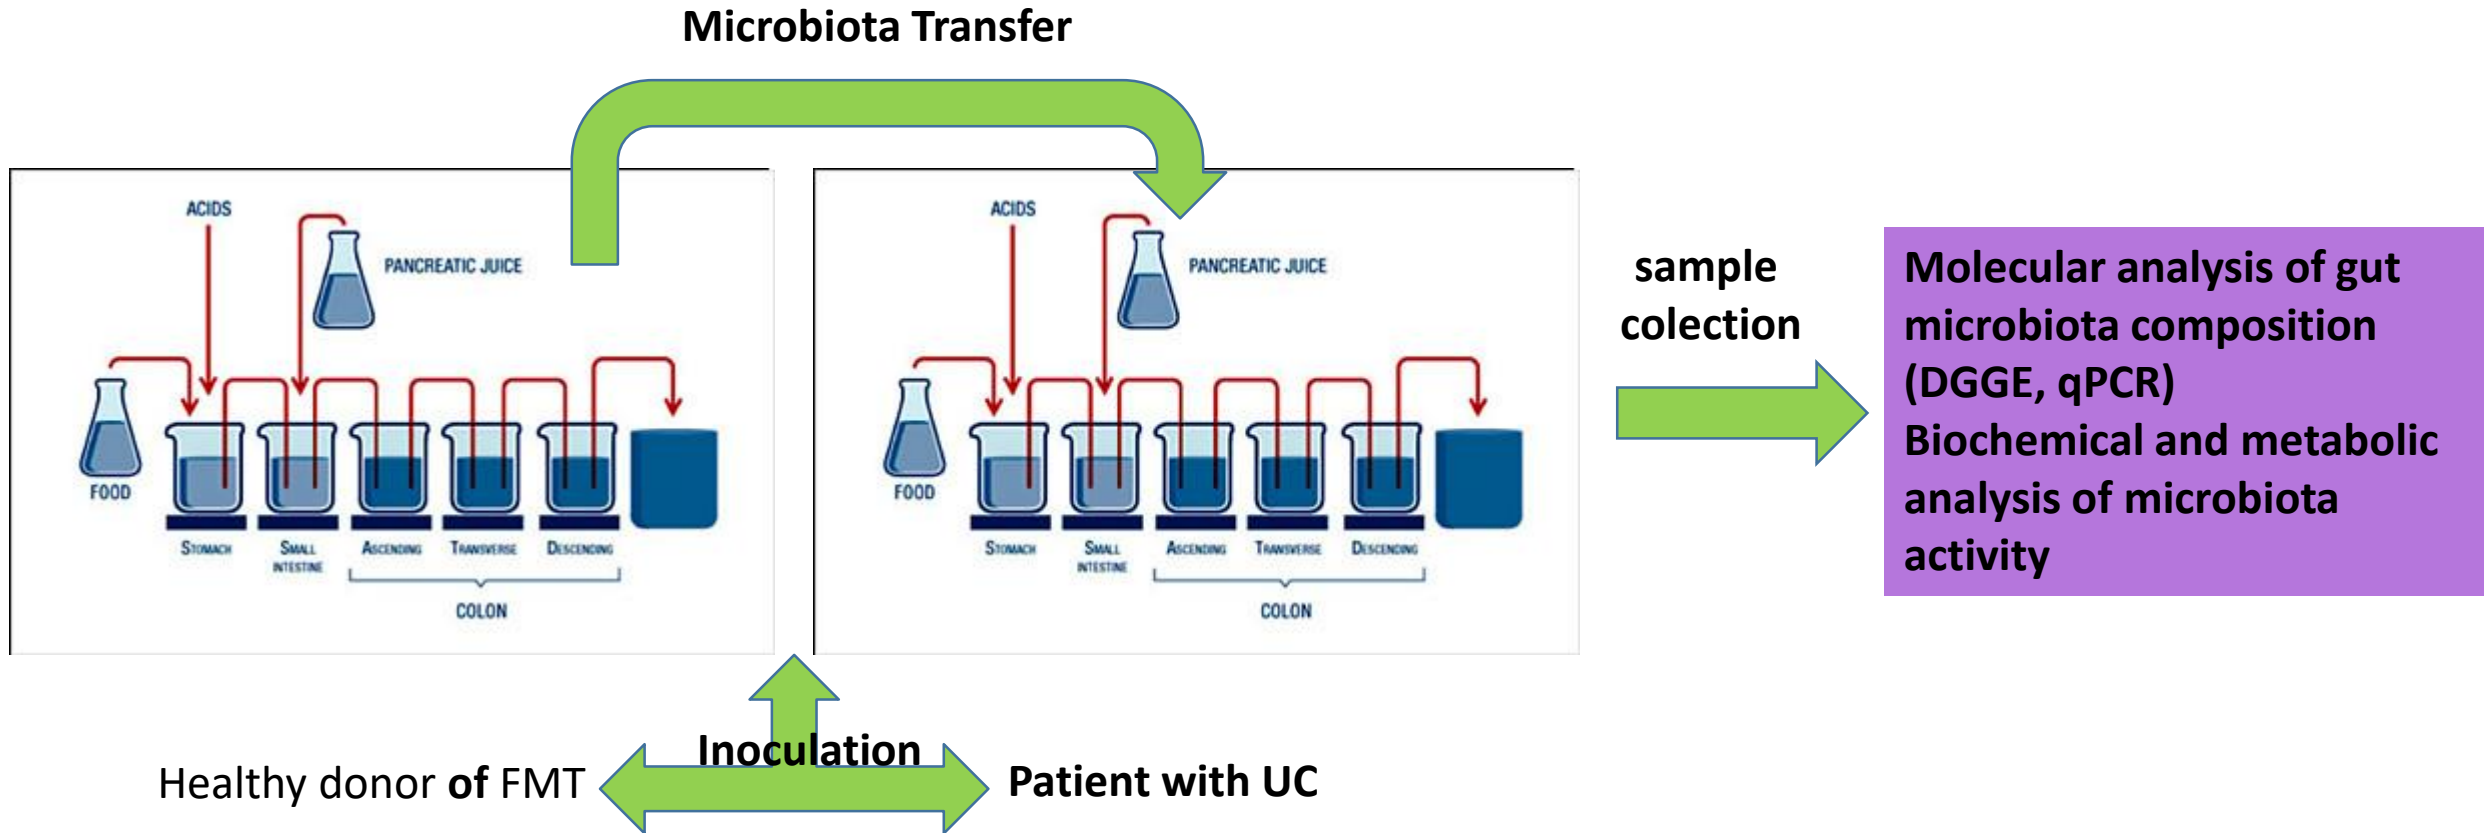 Microbiota Transfer
ACIDS
PANCREATIC JUICE
FOOD
STOMACH
SMALL
INTESTINE
ASCENDING
TRANSVERSE
DESCENDING
COLON
ACIDS
PANCREATIC JUICE
FOOD
STOMACH
SMALL
INTESTINE
ASCENDING
TRANSVERSE
DESCENDING
COLON
sample
colection
Molecular analysis of gut
microbiota composition
(DGGE, qPCR)
Biochemical and metabolic
analysis of microbiota
activity
Inoculation
Healthy donor of FMT
Patient with UC